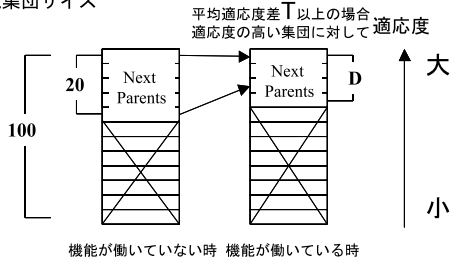 集団サイズ
平均適応度差T以上の場合
適応度の高い集団に対して
適応度
大
20
Next
Parents
Next
Parents
D
100
小
機能が働いていない時
機能が働いている時